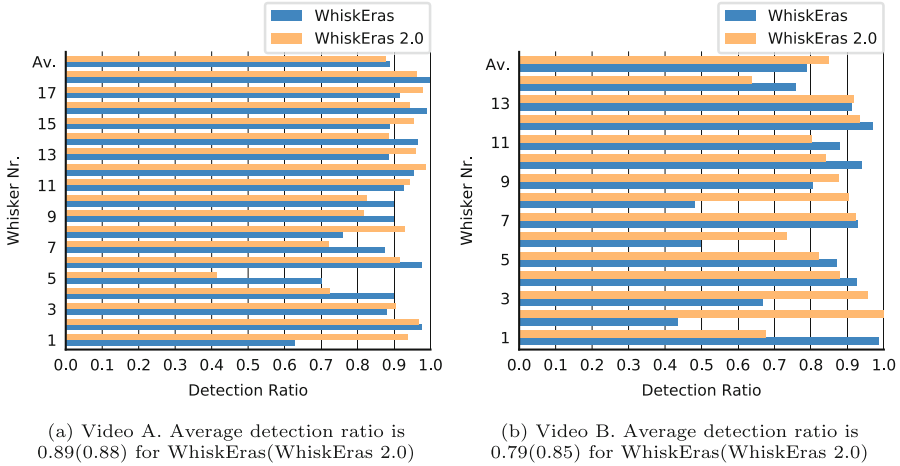 WhiskEras
WhiskEras 2.0
Av.
17
15
13
11
9
7
5
3
1
Whisker Nr.
0.0 0.1 0.2 0.3 0.4 0.5 0.6 0.7 0.8 0.9 1.0
Detection Ratio
(a) Video A. Average detection ratio is
0.89(0.88) for WhiskEras(WhiskEras 2.0)
WhiskEras
WhiskEras 2.0
Av.
13
11
9
7
5
3
1
Whisker Nr.
0.0 0.1 0.2 0.3 0.4 0.5 0.6 0.7 0.8 0.9 1.0
Detection Ratio
(b) Video B. Average detection ratio is
0.79(0.85) for WhiskEras(WhiskEras 2.0)